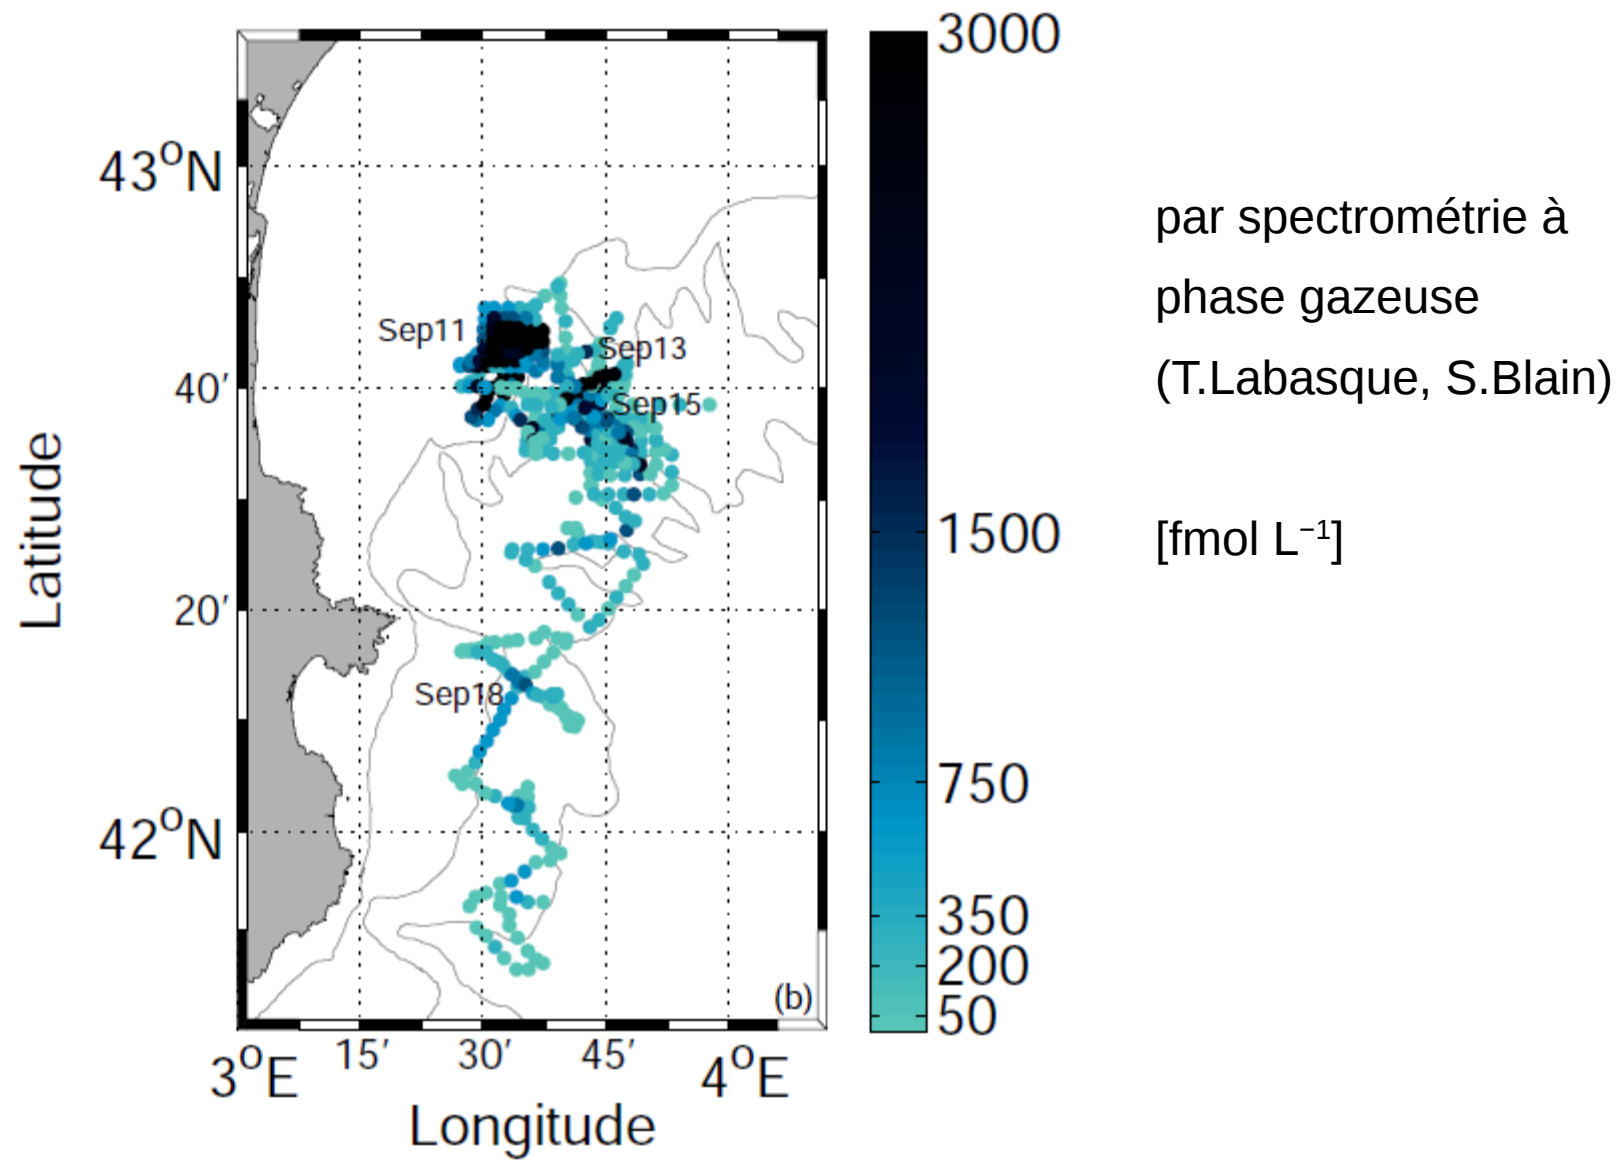 3000
43°N
par spectrométrie à
phase gazeuse
(T.Labasque, S.Blain)
Sep11
Sep13
40′
Sep15
Latitude
1500
[fmol L⁻¹]
20′
Sep18
750
42°N
350
200
50
(b)
3°E
15′
30′
45′
4°E
Longitude